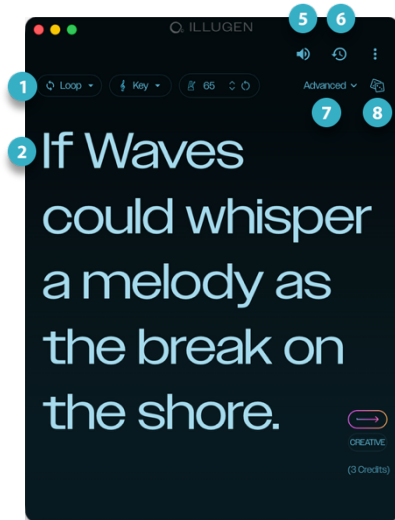 5 6
ILLUGEN
1 Loop Key 65 Advanced
7 8
2 If Waves
could whisper
a melody as
the break on
the shore.
CREATIVE
(3 Credits)